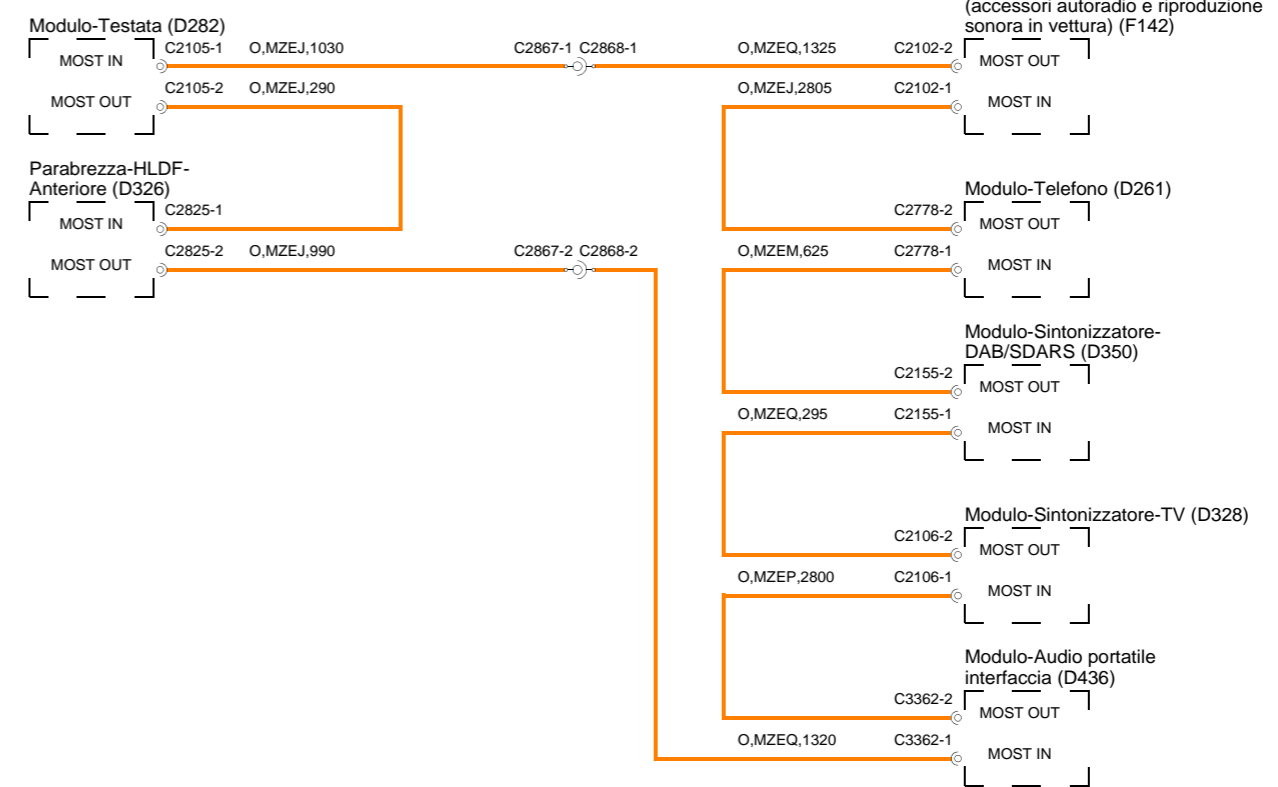 (accessori autoradio e riproduzione
sonora in vettura) (F142)
Modulo-Testata (D282)
MOST IN
C2105-1 O,MZEJ,1030 C2867-1 C2868-1 O,MZEQ,1325 C2102-2
MOST OUT
MOST OUT
C2105-2 O,MZEJ,290
O,MZEJ,2805 C2102-1
MOST IN
Parabrezza-HLDF-
Anteriore (D326)
MOST IN
C2825-1
Modulo-Telefono (D261)
C2778-2
MOST OUT
MOST OUT
C2825-2 O,MZEJ,990 C2867-2 C2868-2
O,MZEM,625 C2778-1
MOST IN
Modulo-Sintonizzatore-
DAB/SDARS (D350)
C2155-2
MOST OUT
O,MZEQ,295 C2155-1
MOST IN
Modulo-Sintonizzatore-TV (D328)
C2106-2
MOST OUT
O,MZEP,2800 C2106-1
MOST IN
Modulo-Audio portatile
interfaccia (D436)
C3362-2
MOST OUT
O,MZEQ,1320 C3362-1
MOST IN